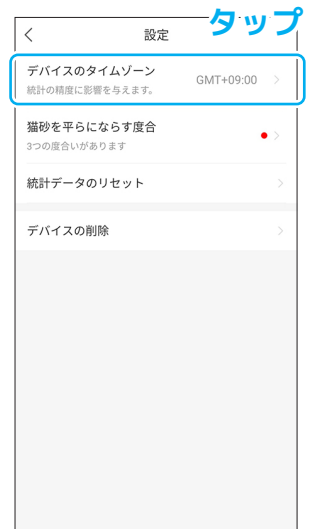 タップ
設定
デバイスのタイムゾーン
GMT+09:00
統計の精度に影響を与えます。
猫砂を平らにならす度合
3つの度合いがあります
統計データのリセット
デバイスの削除